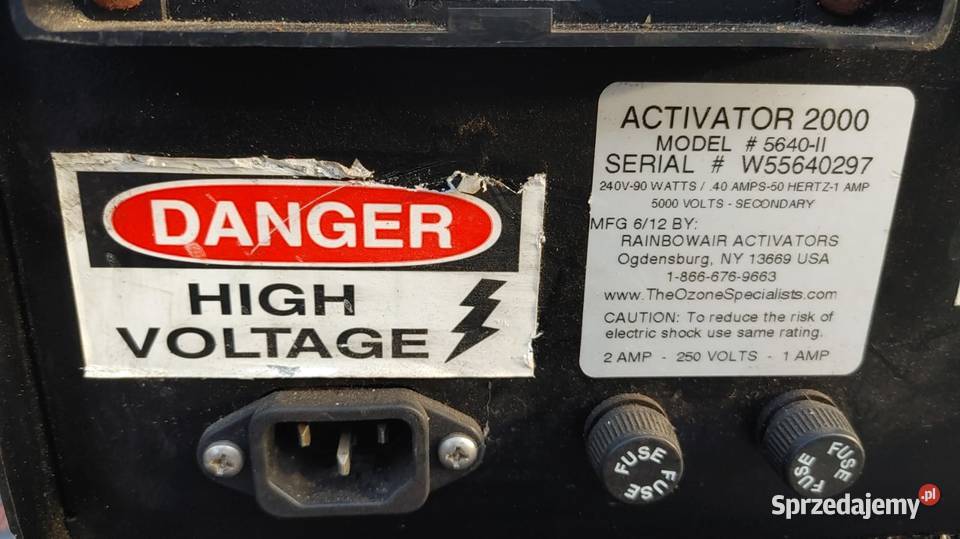 DANGER
HIGH
VOLTAGE
ACTIVATOR 2000
MODEL # 5640-II
SERIAL # W55640297
240V-90 WATTS / .40 AMPS-50 HERTZ-1 AMP
5000 VOLTS - SECONDARY
MFG 6/12 BY:
RAINBOWAIR ACTIVATORS
Ogdensburg, NY 13669 USA
1-866-676-9663
www.TheOzoneSpecialists.com
CAUTION: To reduce the risk of
electric shock use same rating.
2 AMP - 250 VOLTS - 1 AMP
FUSE
FUSE
FUSE
FUSE
Sprzedajemy.pl